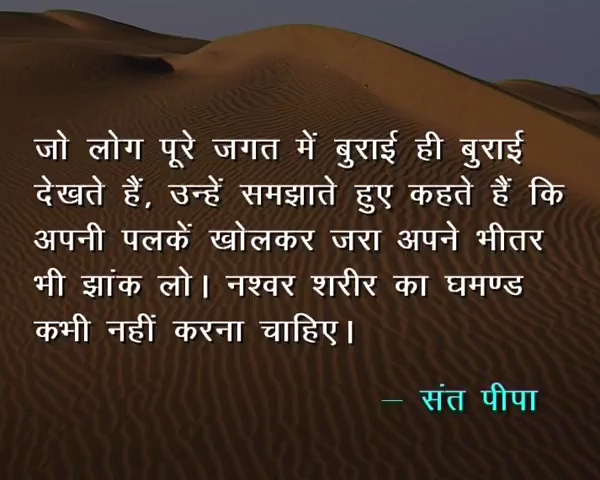 जो लोग पूरे जगत में बुराई ही बुराई
देखते हैं, उन्हें समझाते हुए कहते हैं कि
अपनी पलकें खोलकर जरा अपने भीतर
भी झांक लो। नश्वर शरीर का घमण्ड
कभी नहीं करना चाहिए।
– संत पीपा